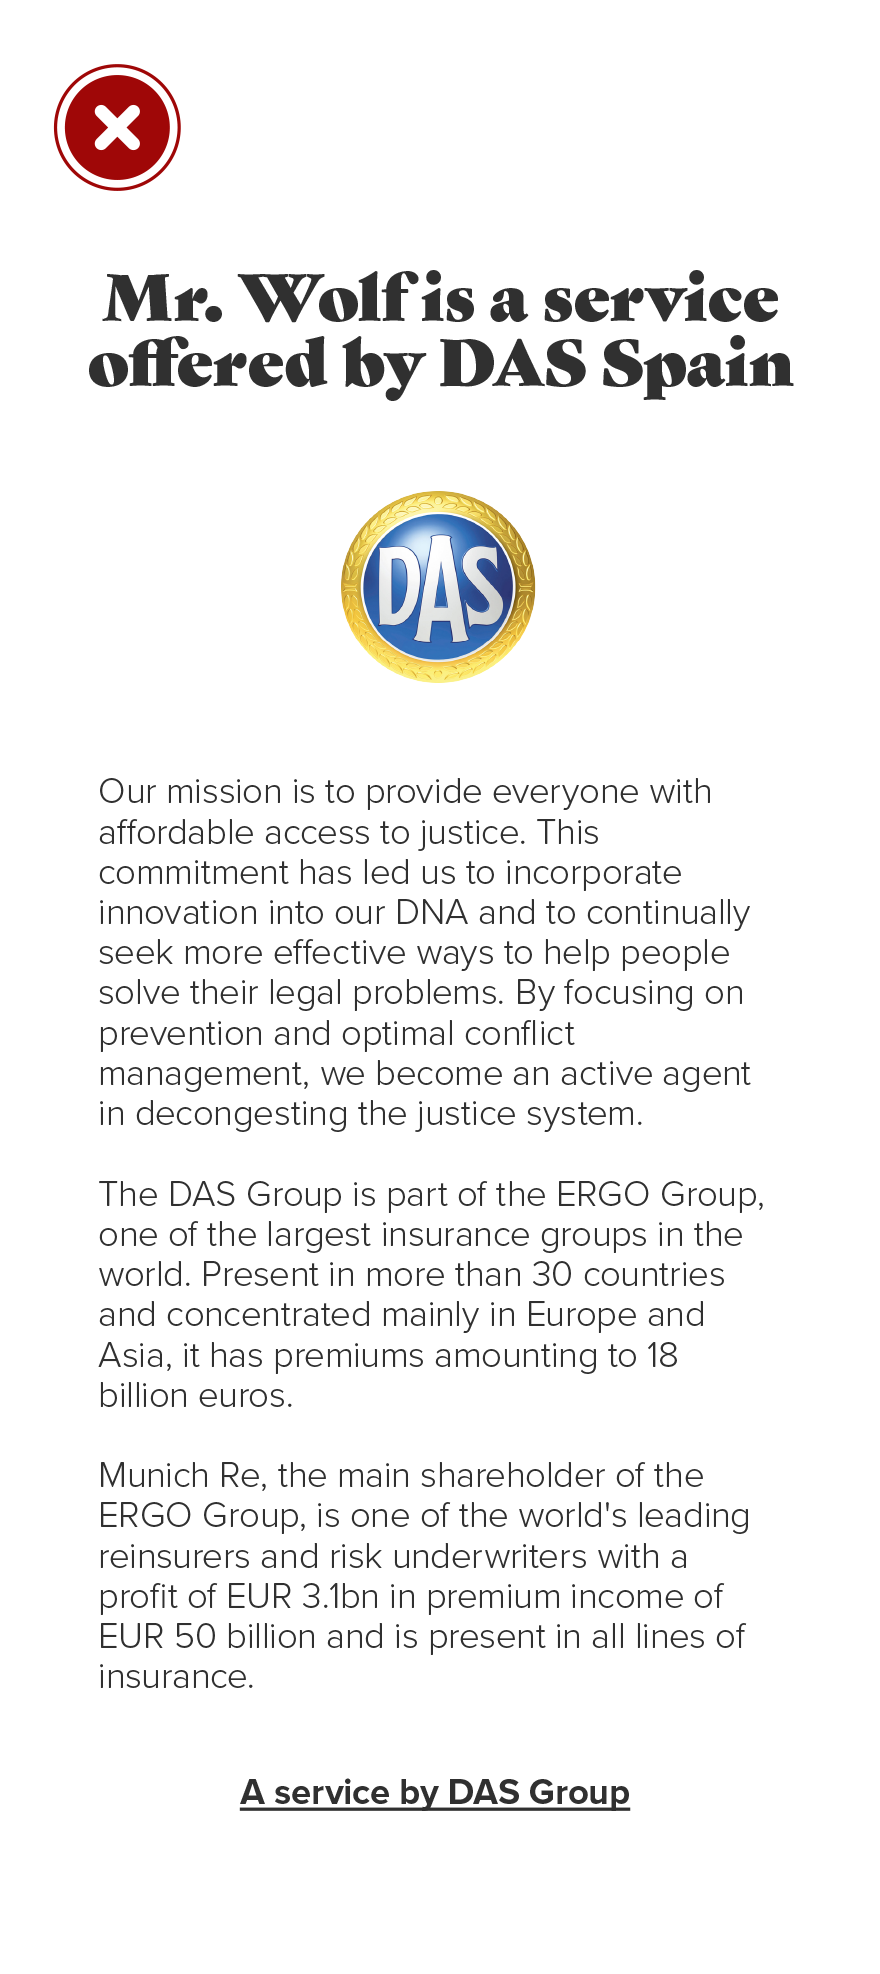 Mr. Wolf is a service
offered by DAS Spain
DAS
Our mission is to provide everyone with
affordable access to justice. This
commitment has led us to incorporate
innovation into our DNA and to continually
seek more effective ways to help people
solve their legal problems. By focusing on
prevention and optimal conflict
management, we become an active agent
in decongesting the justice system.
The DAS Group is part of the ERGO Group,
one of the largest insurance groups in the
world. Present in more than 30 countries
and concentrated mainly in Europe and
Asia, it has premiums amounting to 18
billion euros.
Munich Re, the main shareholder of the
ERGO Group, is one of the world's leading
reinsurers and risk underwriters with a
profit of EUR 3.1bn in premium income of
EUR 50 billion and is present in all lines of
insurance.
A service by DAS Group